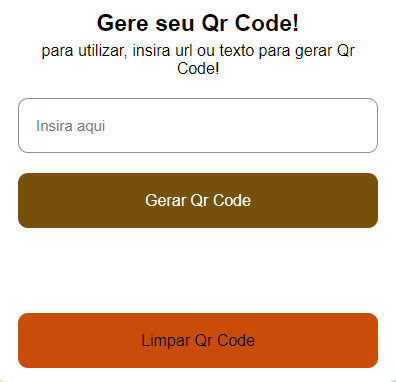 Gere seu Qr Code!
para utilizar, insira url ou texto para gerar Qr
Code!
Insira aqui
Gerar Qr Code
Limpar Qr Code